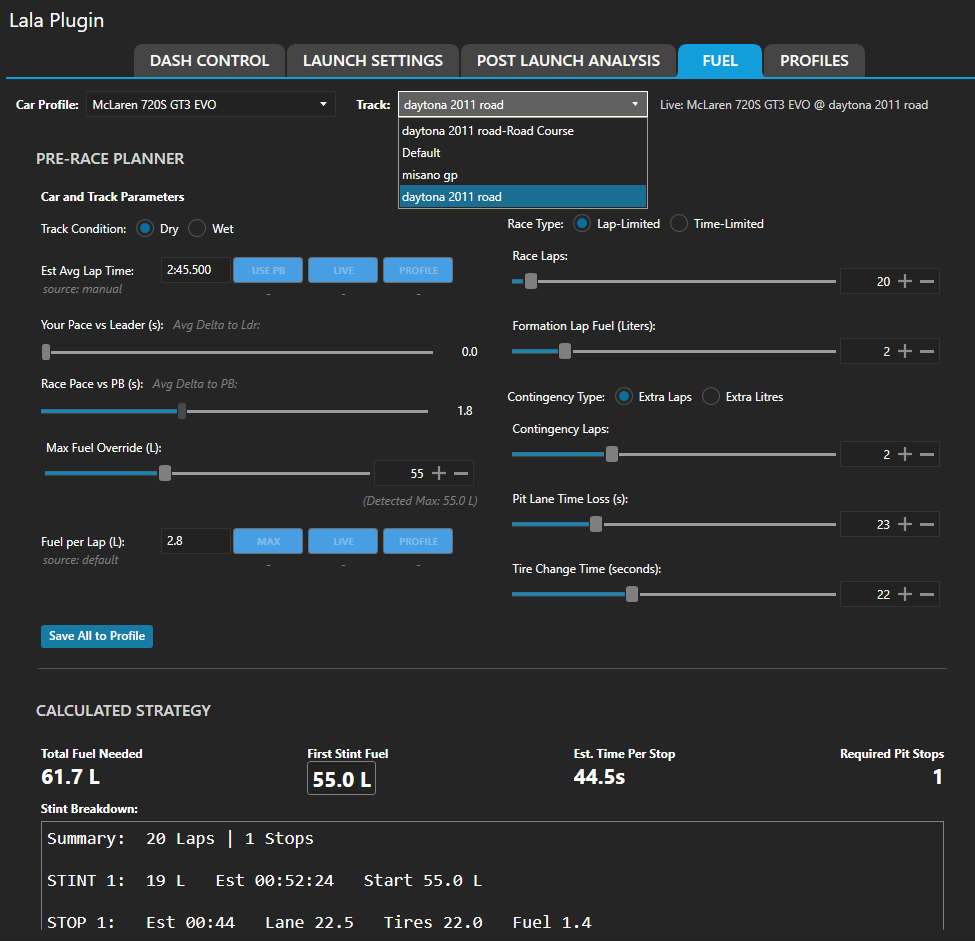 Lala Plugin
DASH CONTROL LAUNCH SETTINGS POST LAUNCH ANALYSIS FUEL PROFILES
Car Profile: McLaren 720S GT3 EVO Track: daytona 2011 road Live: McLaren 720S GT3 EVO @ daytona 2011 road
daytona 2011 road-Road Course
Default
misano gp
daytona 2011 road
PRE-RACE PLANNER
Car and Track Parameters
Track Condition: Dry Wet
Est Avg Lap Time: 2:45.500 USE PB LIVE PROFILE
source: manual - - -
Your Pace vs Leader (s): Avg Delta to Ldr:
0.0
Race Pace vs PB (s): Avg Delta to PB:
1.8
Max Fuel Override (L):
55 + −
(Detected Max: 55.0 L)
Fuel per Lap (L): 2.8 MAX LIVE PROFILE
source: default - - -
Save All to Profile
Race Type: Lap-Limited Time-Limited
Race Laps:
20 + −
Formation Lap Fuel (Liters):
2 + −
Contingency Type: Extra Laps Extra Litres
Contingency Laps:
2 + −
Pit Lane Time Loss (s):
23 + −
Tire Change Time (seconds):
22 + −
CALCULATED STRATEGY
Total Fuel Needed First Stint Fuel Est. Time Per Stop Required Pit Stops
61.7 L 55.0 L 44.5s 1
Stint Breakdown:
Summary: 20 Laps | 1 Stops
STINT 1: 19 L Est 00:52:24 Start 55.0 L
STOP 1: Est 00:44 Lane 22.5 Tires 22.0 Fuel 1.4